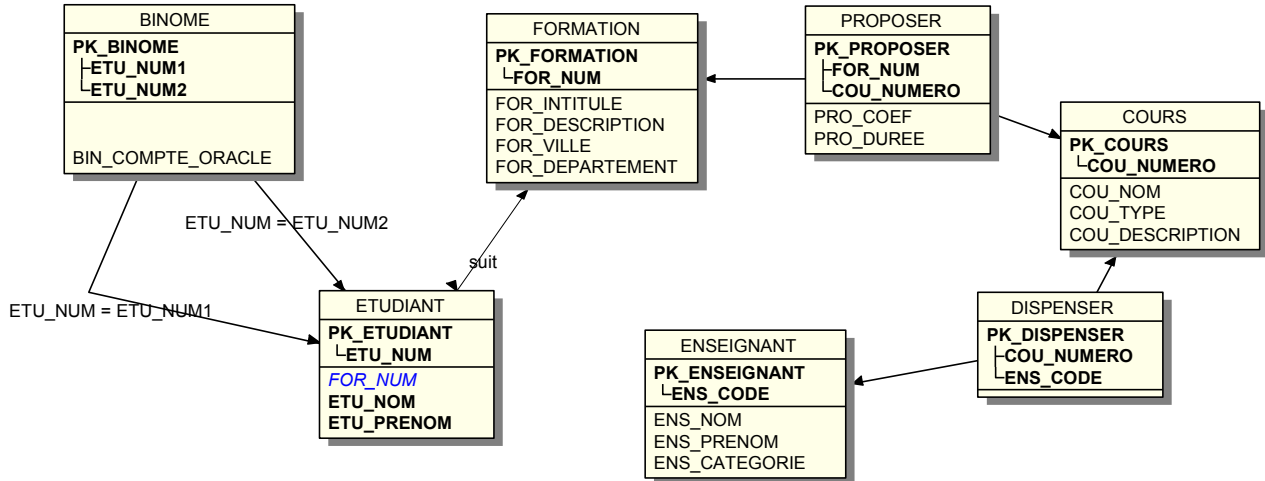 BINOME
PK_BINOME
ETU_NUM1
ETU_NUM2
BIN_COMPTE_ORACLE
FORMATION
PK_FORMATION
FOR_NUM
FOR_INTITULE
FOR_DESCRIPTION
FOR_VILLE
FOR_DEPARTEMENT
PROPOSER
PK_PROPOSER
FOR_NUM
COU_NUMERO
PRO_COEF
PRO_DUREE
COURS
PK_COURS
COU_NUMERO
COU_NOM
COU_TYPE
COU_DESCRIPTION
ETU_NUM = ETU_NUM2
suit
ETU_NUM = ETU_NUM1
ETUDIANT
PK_ETUDIANT
ETU_NUM
FOR_NUM
ETU_NOM
ETU_PRENOM
ENSEIGNANT
PK_ENSEIGNANT
ENS_CODE
ENS_NOM
ENS_PRENOM
ENS_CATEGORIE
DISPENSER
PK_DISPENSER
COU_NUMERO
ENS_CODE